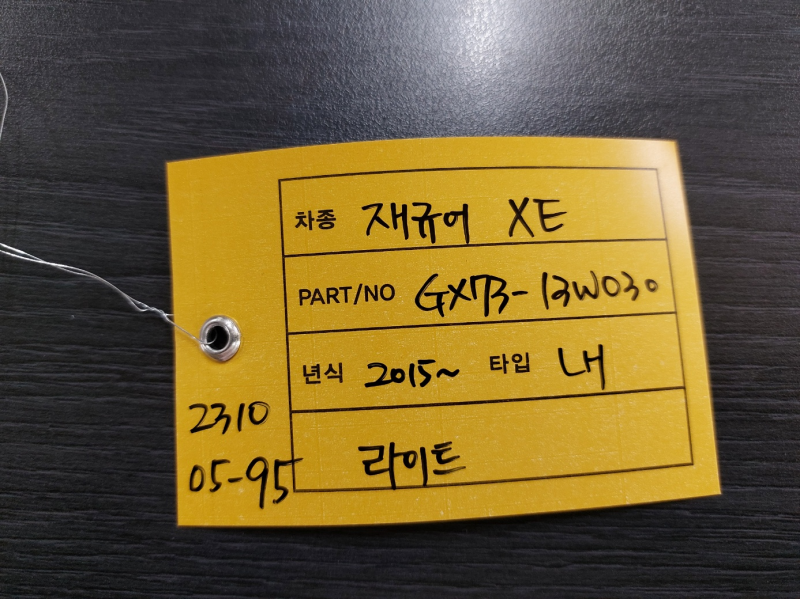 차종 재규어 XE
PART/NO GX73-13W030
년식 2015~ 타입 내
라이트
2310
05-95